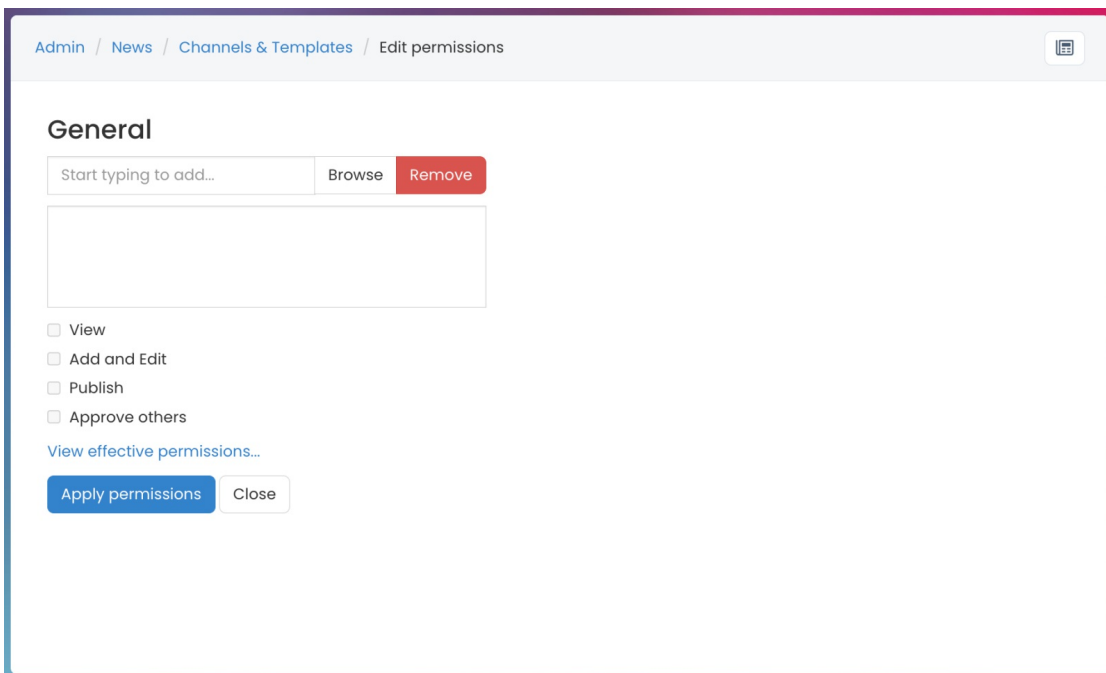 Admin / News / Channels & Templates / Edit permissions
General
Start typing to add... Browse Remove
View
Add and Edit
Publish
Approve others
View effective permissions...
Apply permissions Close